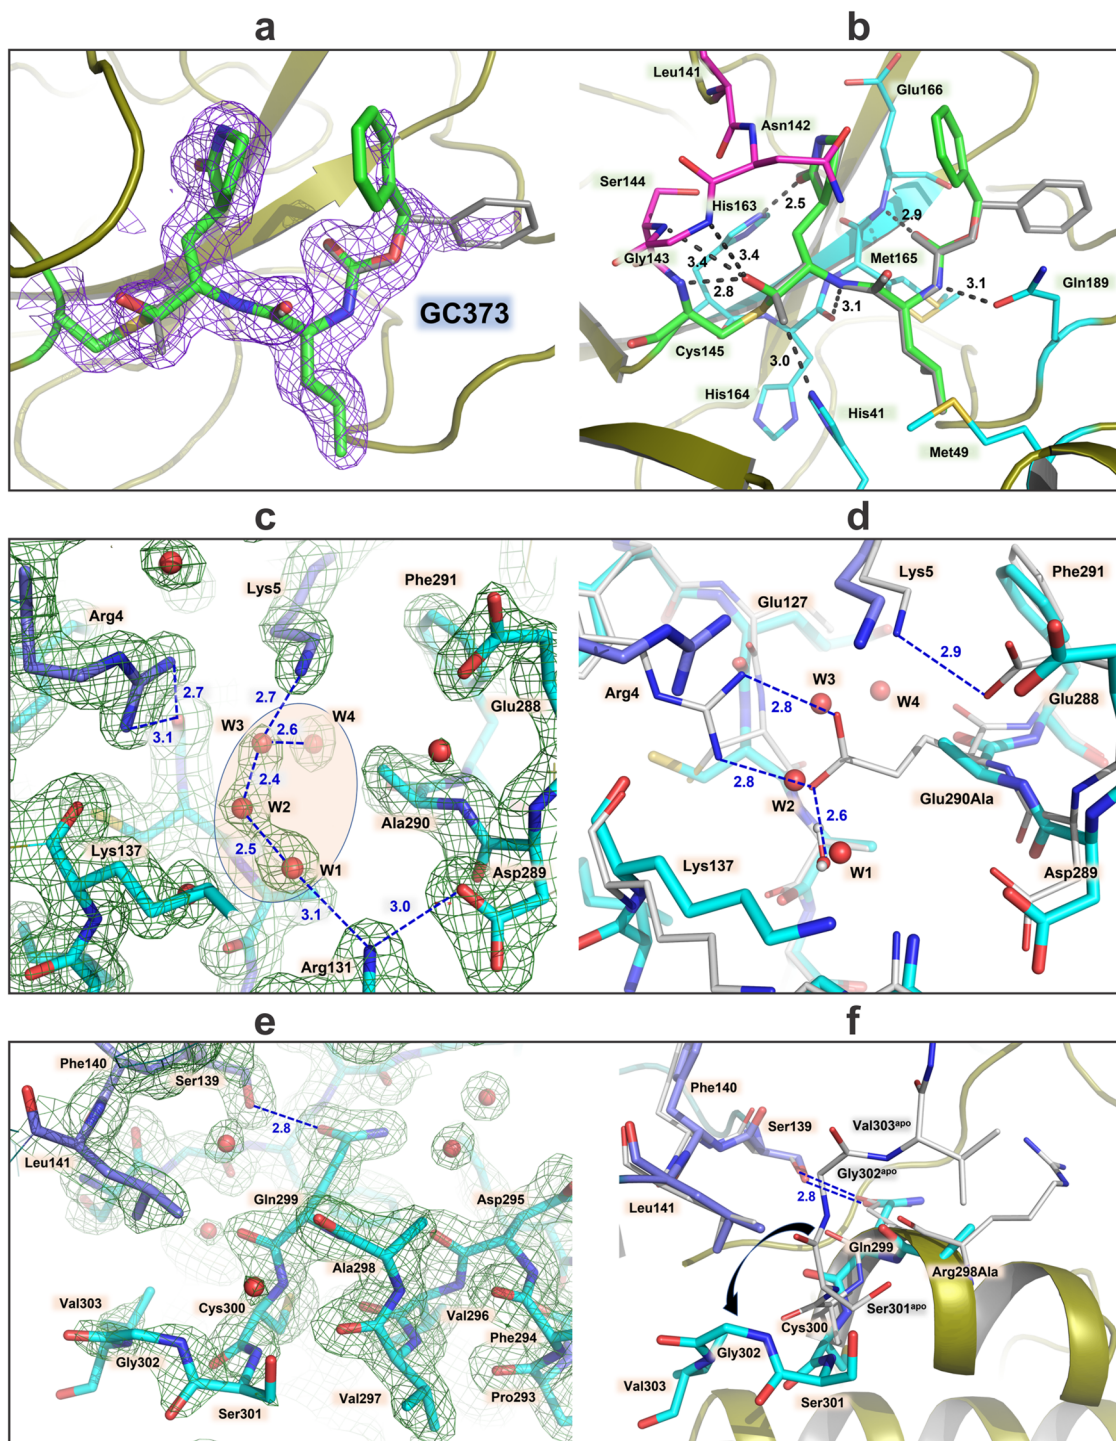 a
b
GC373
Leu141
Glu166
Asn142
Ser144
His163
2.5
2.9
3.4
3.4
Gly143
Met165
2.8
3.1
3.1
Gln189
Cys145
3.0
His164
His41
Met49
c
d
Lys5
Phe291
Arg4
2.7
2.7
3.1
W3
2.6
W4
Glu288
2.4
W2
Ala290
Lys137
2.5
W1
Asp289
3.1
3.0
Arg131
Lys5
Phe291
Glu127
2.9
W3
W4
Arg4
2.8
Glu288
2.8
W2
Glu290Ala
2.6
Lys137
W1
Asp289
e
f
Phe140
Ser139
2.8
Leu141
Gln299
Asp295
Ala298
Val303
Cys300
Val296
Phe294
Gly302
Pro293
Ser301
Val297
Phe140
Ser139
Val303apo
Gly302apo
2.8
Leu141
Gln299
Arg298Ala
Ser301apo
Cys300
Gly302
Val303
Ser301